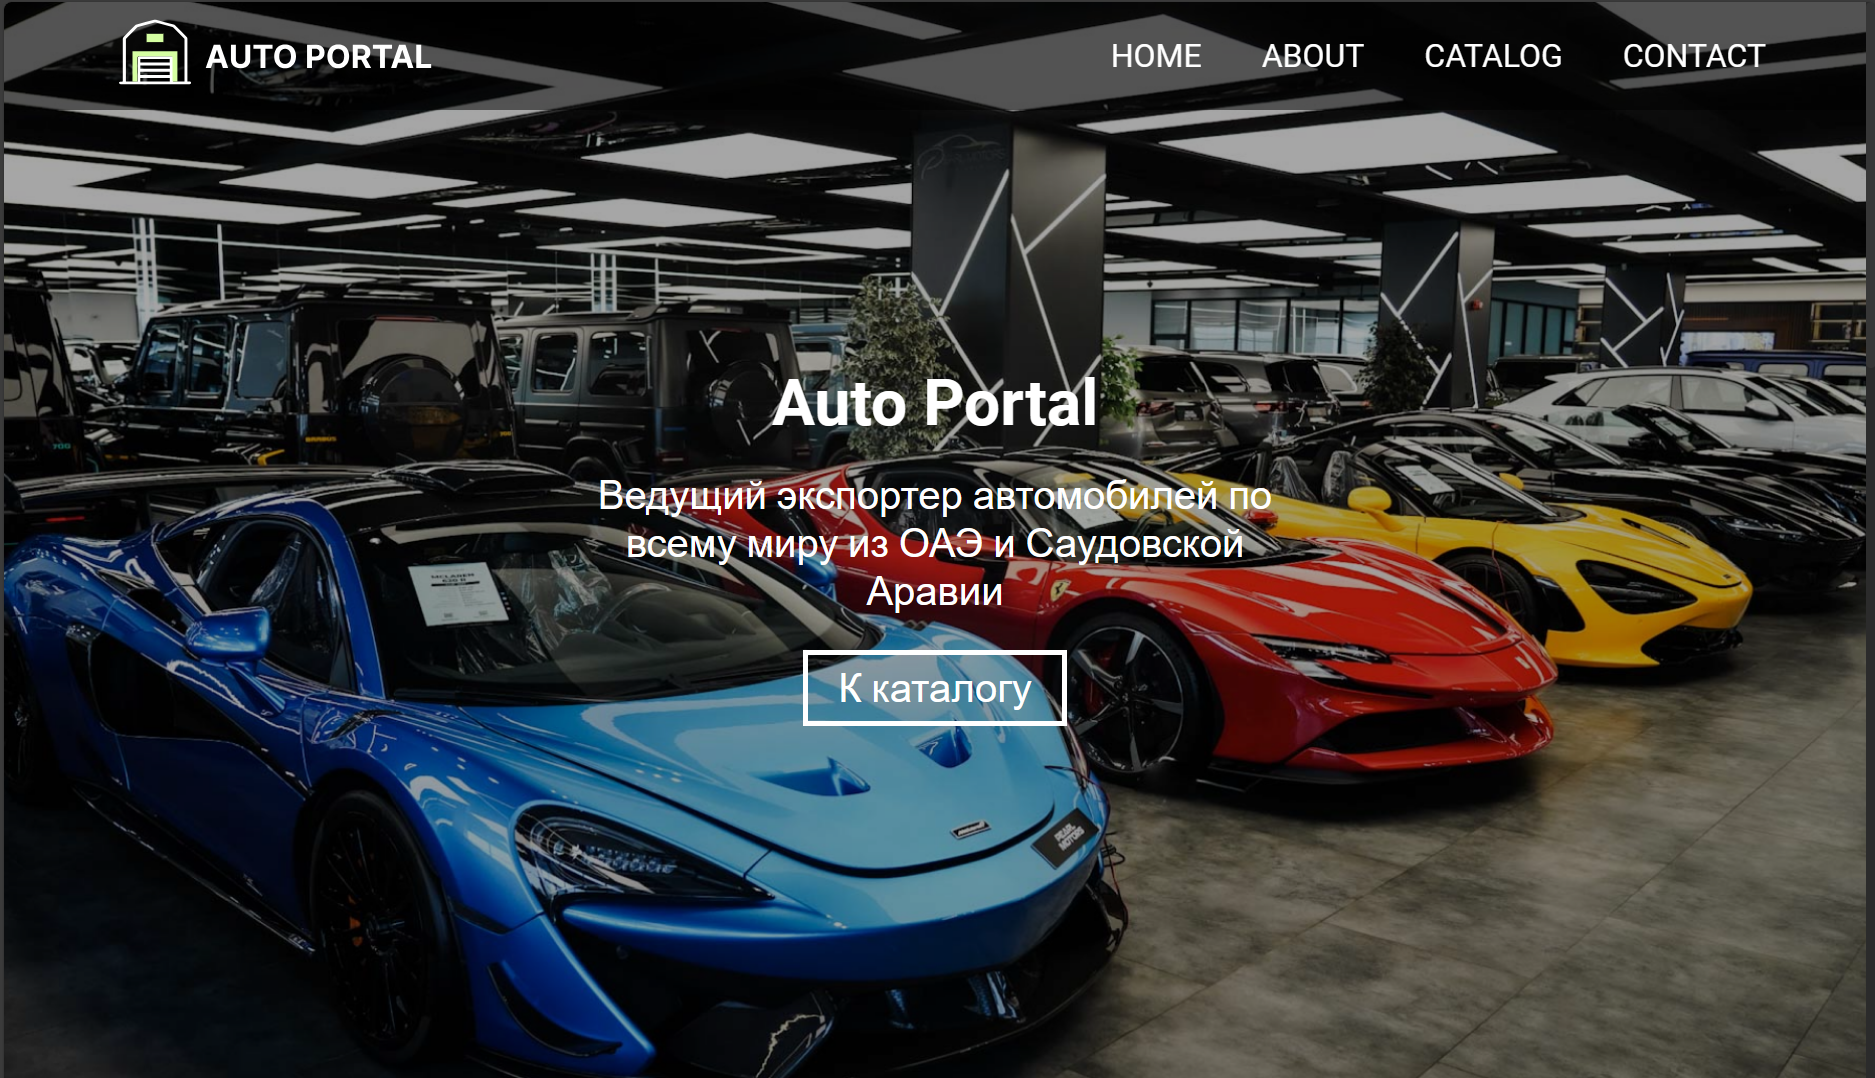 AUTO PORTAL
HOME ABOUT CATALOG CONTACT
Auto Portal
Ведущий экспортер автомобилей по
всему миру из ОАЭ и Саудовской
Аравии
К каталогу